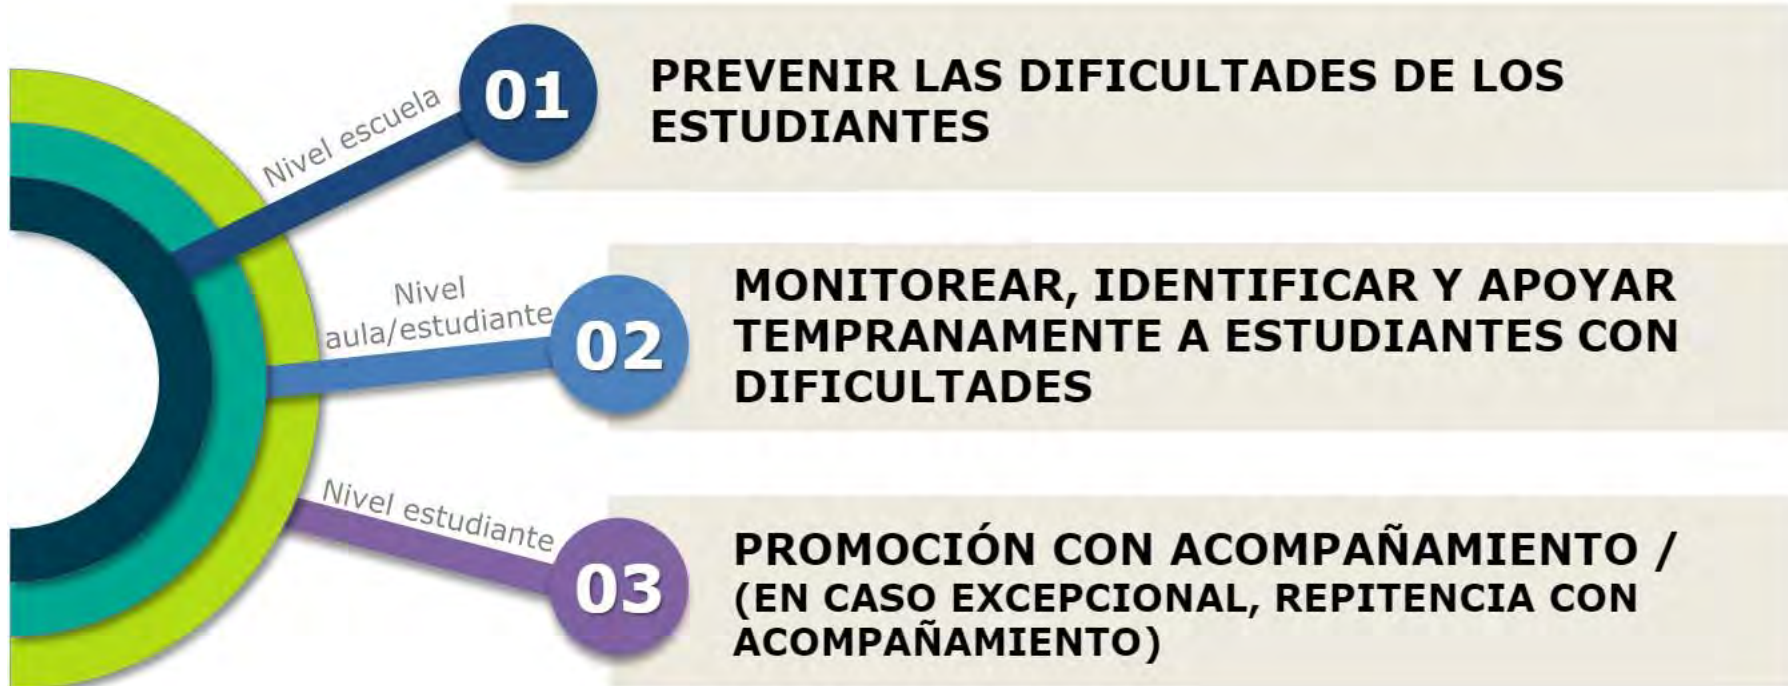 Nivel escuela
01
PREVENIR LAS DIFICULTADES DE LOS
ESTUDIANTES
Nivel
aula/estudiante
02
MONITOREAR, IDENTIFICAR Y APOYAR
TEMPRANAMENTE A ESTUDIANTES CON
DIFICULTADES
Nivel estudiante
03
PROMOCIÓN CON ACOMPAÑAMIENTO /
(EN CASO EXCEPCIONAL, REPITENCIA CON
ACOMPAÑAMIENTO)